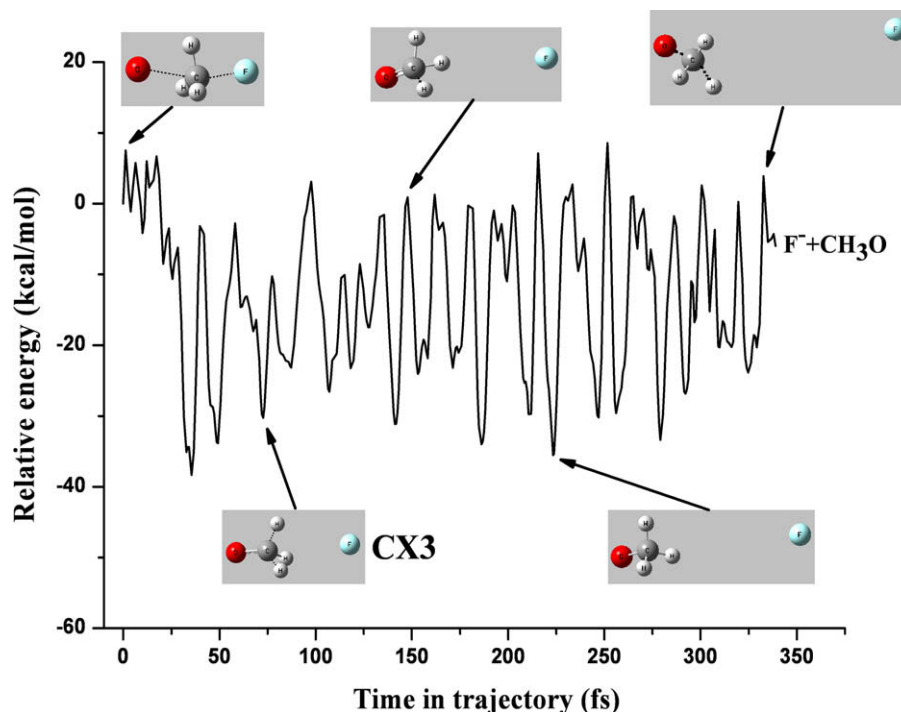 O C F H H H
O C H H H F
O C H H H F
20
0
-20
-40
-60
F⁻+CH₃O
O C H H H F CX3
O C H H H F
0 50 100 150 200 250 300 350
Relative energy (kcal/mol)
Time in trajectory (fs)